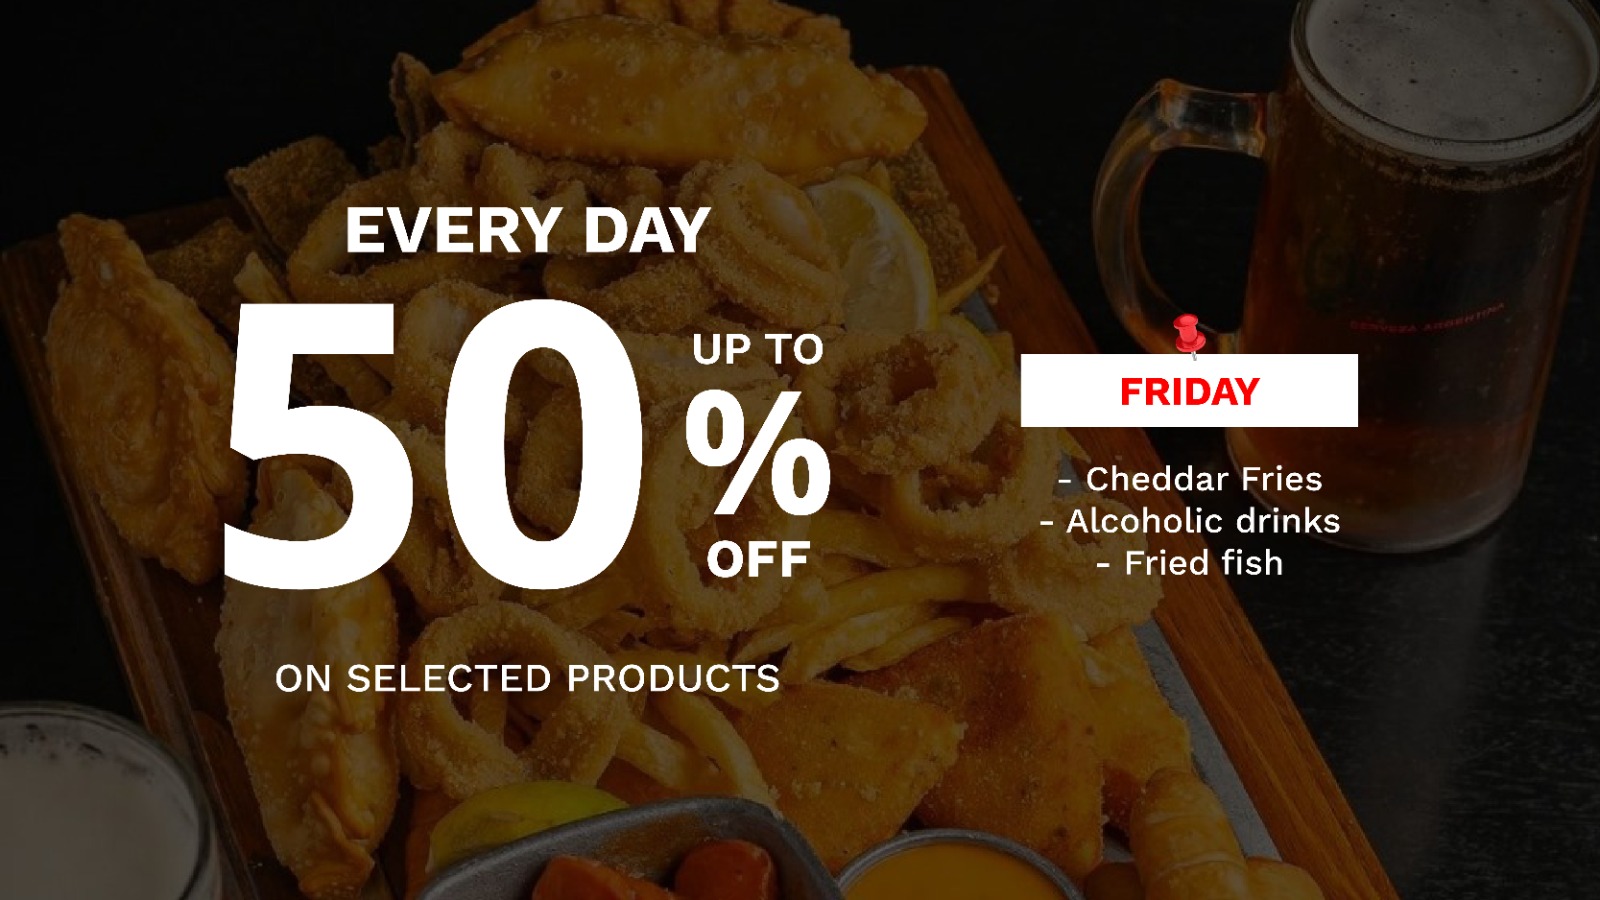 EVERY DAY
50
UP TO
%
OFF
ON SELECTED PRODUCTS
FRIDAY
- Cheddar Fries
- Alcoholic drinks
- Fried fish
CERVEZA ARGENTINA